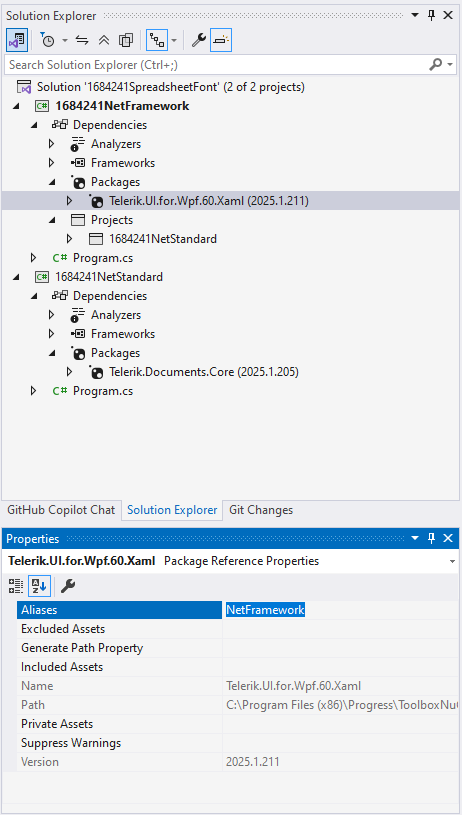 Solution Explorer
Search Solution Explorer (Ctrl+;)
Solution '1684241SpreadsheetFont' (2 of 2 projects)
C# 1684241NetFramework
Dependencies
Analyzers
Frameworks
Packages
Telerik.UI.for.Wpf.60.Xaml (2025.1.211)
Projects
1684241NetStandard
C# Program.cs
C# 1684241NetStandard
Dependencies
Analyzers
Frameworks
Packages
Telerik.Documents.Core (2025.1.205)
C# Program.cs
GitHub Copilot Chat Solution Explorer Git Changes
Properties
Telerik.UI.for.Wpf.60.Xaml Package Reference Properties
Aliases NetFramework
Excluded Assets
Generate Path Property
Included Assets
Name Telerik.UI.for.Wpf.60.Xaml
Path C:\Program Files (x86)\Progress\ToolboxNu
Private Assets
Suppress Warnings
Version 2025.1.211